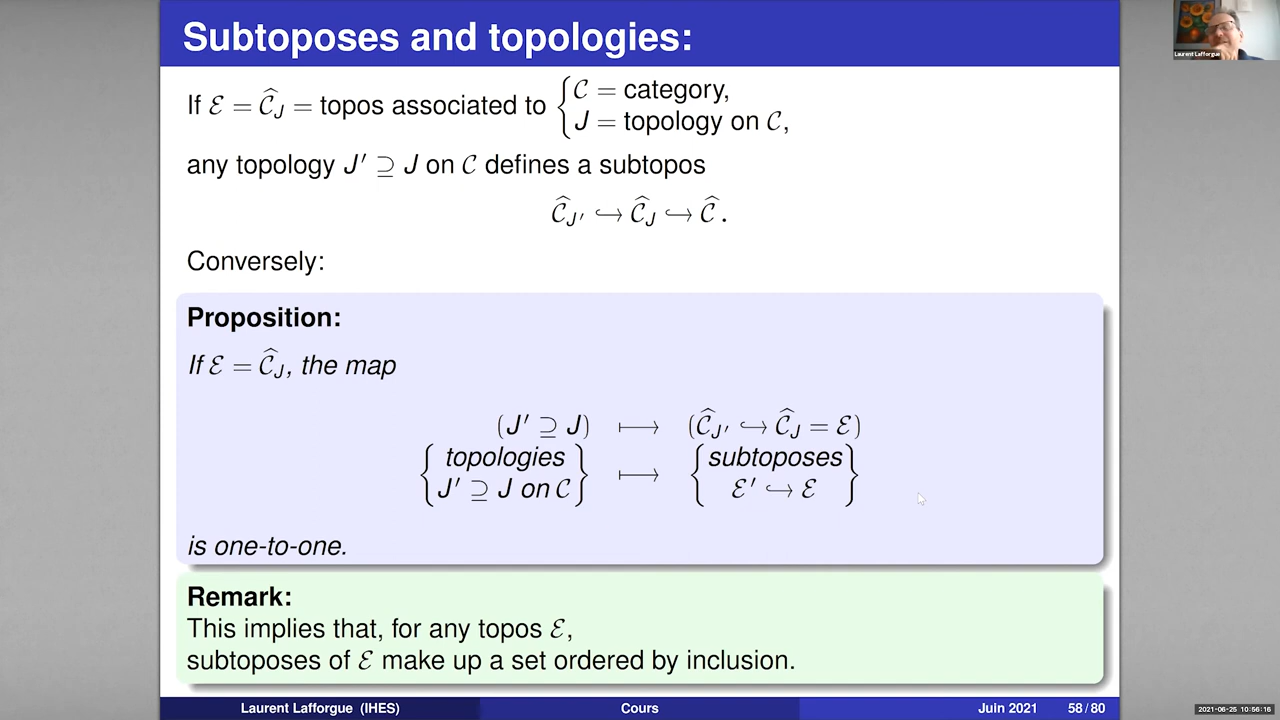 Subtoposes and topologies:
Laurent Lafforgue
If ℰ = Ĉ_J = topos associated to { 𝒞 = category,
J = topology on 𝒞,
any topology J′ ⊇ J on 𝒞 defines a subtopos
Ĉ_J′ ↪ Ĉ_J ↪ Ĉ.
Conversely:
Proposition:
If ℰ = Ĉ_J, the map
(J′ ⊇ J) ⟼ (Ĉ_J′ ↪ Ĉ_J = ℰ)
{ topologies } ⟼ { subtoposes }
{ J′ ⊇ J on 𝒞 } { ℰ′ ↪ ℰ }
is one-to-one.
Remark:
This implies that, for any topos ℰ,
subtoposes of ℰ make up a set ordered by inclusion.
Laurent Lafforgue (IHES) Cours Juin 2021 58 / 80
2021-06-25 10:56:16